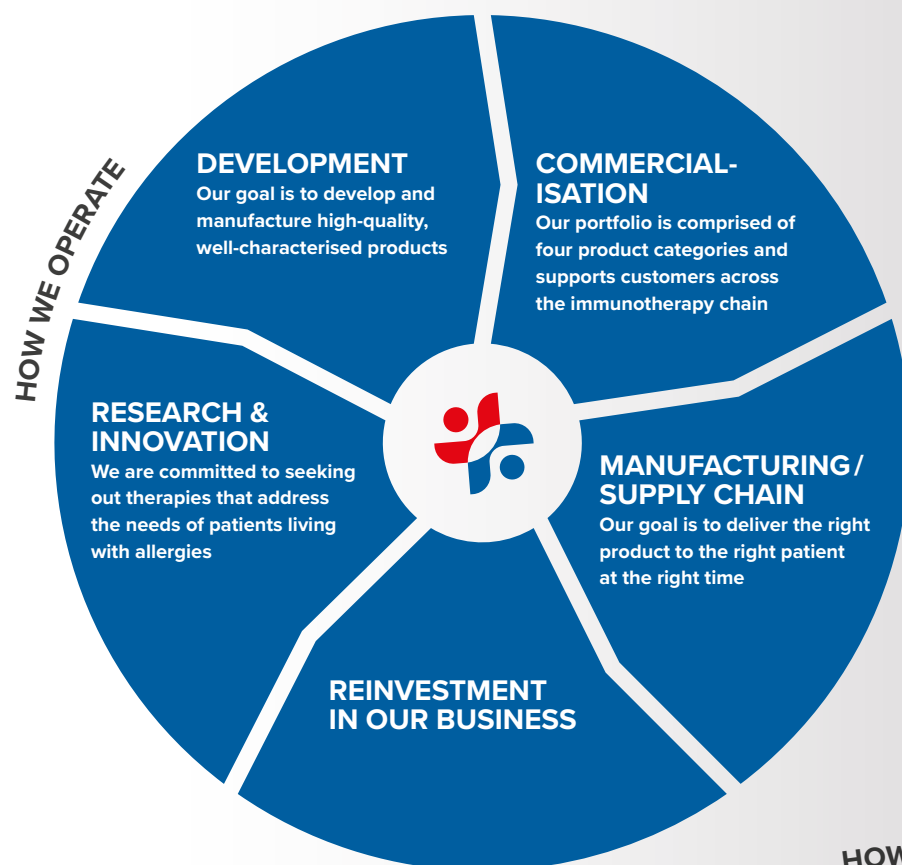 HOW WE OPERATE
DEVELOPMENT
Our goal is to develop and
manufacture high-quality,
well-characterised products
COMMERCIAL-
ISATION
Our portfolio is comprised of
four product categories and
supports customers across
the immunotherapy chain
RESEARCH &
INNOVATION
We are committed to seeking
out therapies that address
the needs of patients living
with allergies
MANUFACTURING/
SUPPLY CHAIN
Our goal is to deliver the right
product to the right patient
at the right time
REINVESTMENT
IN OUR BUSINESS
HOW